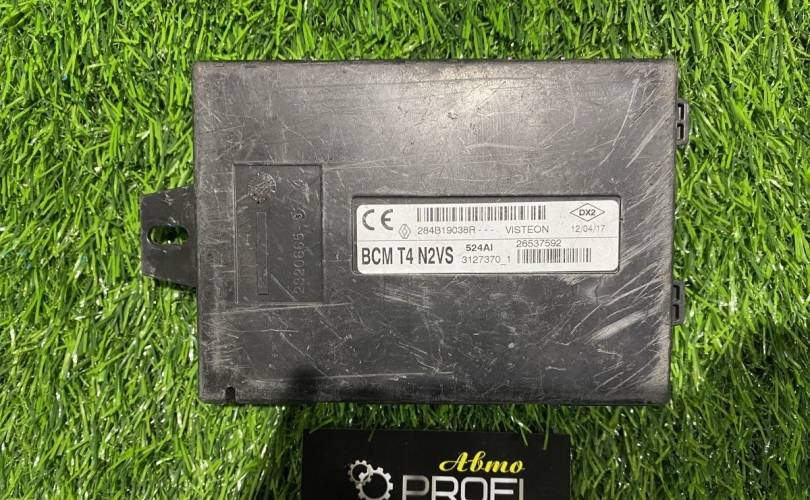 CE
284B19038R--- VISTEON
DX2
12/04/17
BCM T4 N2VS
524AI
3127370_1
26537592
Авто
PROFI